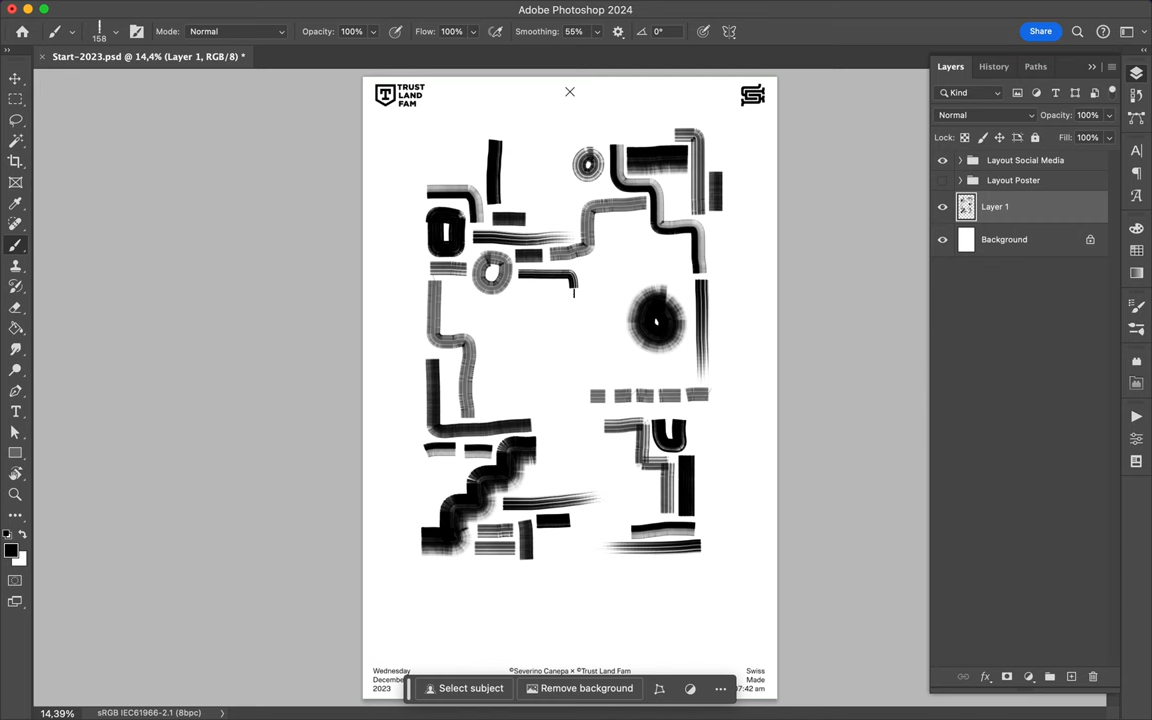 Adobe Photoshop 2024
158
Mode: Normal
Opacity: 100%
Flow: 100%
Smoothing: 55%
0°
Share
Start-2023.psd @ 14,4% (Layer 1, RGB/8) *
Layers
History
Paths
Kind
Normal
Opacity: 100%
Lock:
Fill: 100%
Layout Social Media
Layout Poster
Layer 1
Background
TRUST
LAND
FAM
Wednesday
Decemb
2023
©Severino Canepa × ©Trust Land Fam
Swiss
Made
07:42 am
Select subject
Remove background
14,39%
sRGB IEC61966-2.1 (8bpc)